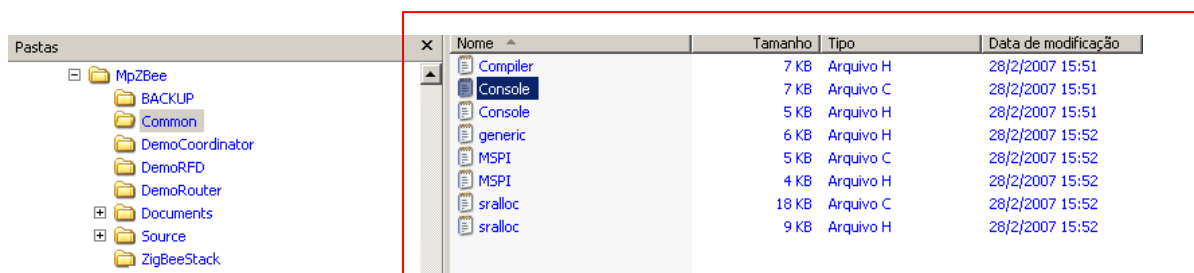 Pastas
MpZBee
BACKUP
Common
DemoCoordinator
DemoRFD
DemoRouter
Documents
Source
ZigBeeStack
Nome Tamanho Tipo Data de modificação
Compiler 7 KB Arquivo H 28/2/2007 15:51
Console 7 KB Arquivo C 28/2/2007 15:51
Console 5 KB Arquivo H 28/2/2007 15:51
generic 6 KB Arquivo H 28/2/2007 15:52
MSPI 5 KB Arquivo C 28/2/2007 15:52
MSPI 4 KB Arquivo H 28/2/2007 15:52
sralloc 18 KB Arquivo C 28/2/2007 15:52
sralloc 9 KB Arquivo H 28/2/2007 15:52